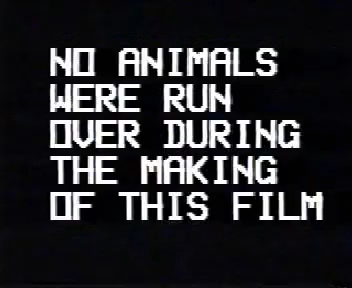 NO ANIMALS
WERE RUN
OVER DURING
THE MAKING
OF THIS FILM